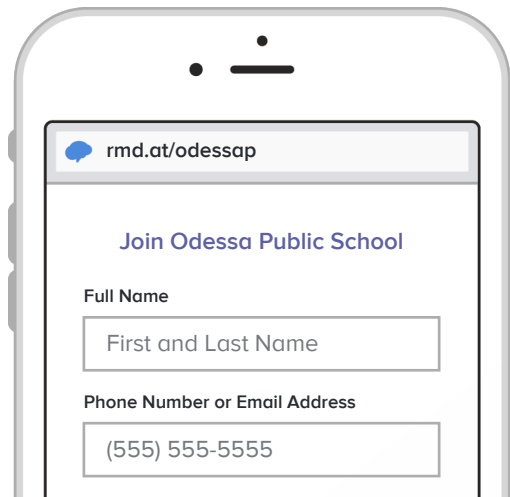 rmd.at/odessap
Join Odessa Public School
Full Name
First and Last Name
Phone Number or Email Address
(555) 555-5555